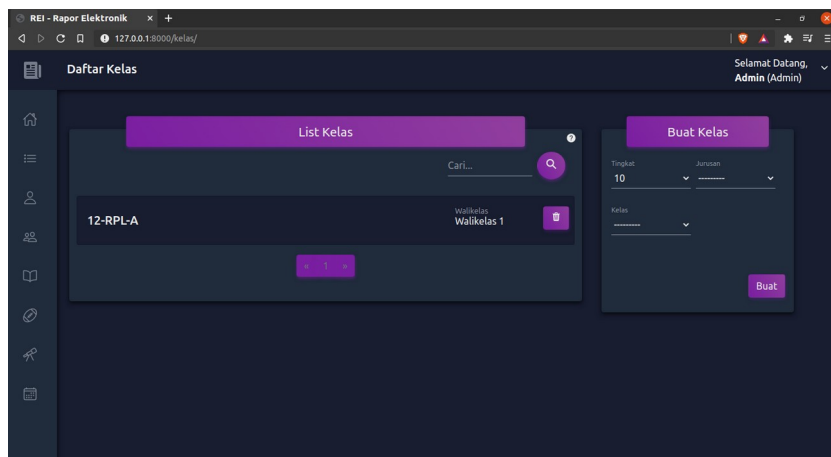 REI - Rapor Elektronik
127.0.0.1:8000/kelas/
Daftar Kelas
Selamat Datang,
Admin (Admin)
List Kelas
Cari...
12-RPL-A
Walikelas
Walikelas 1
« 1 »
Buat Kelas
Tingkat
Jurusan
10
---------
Kelas
---------
Buat